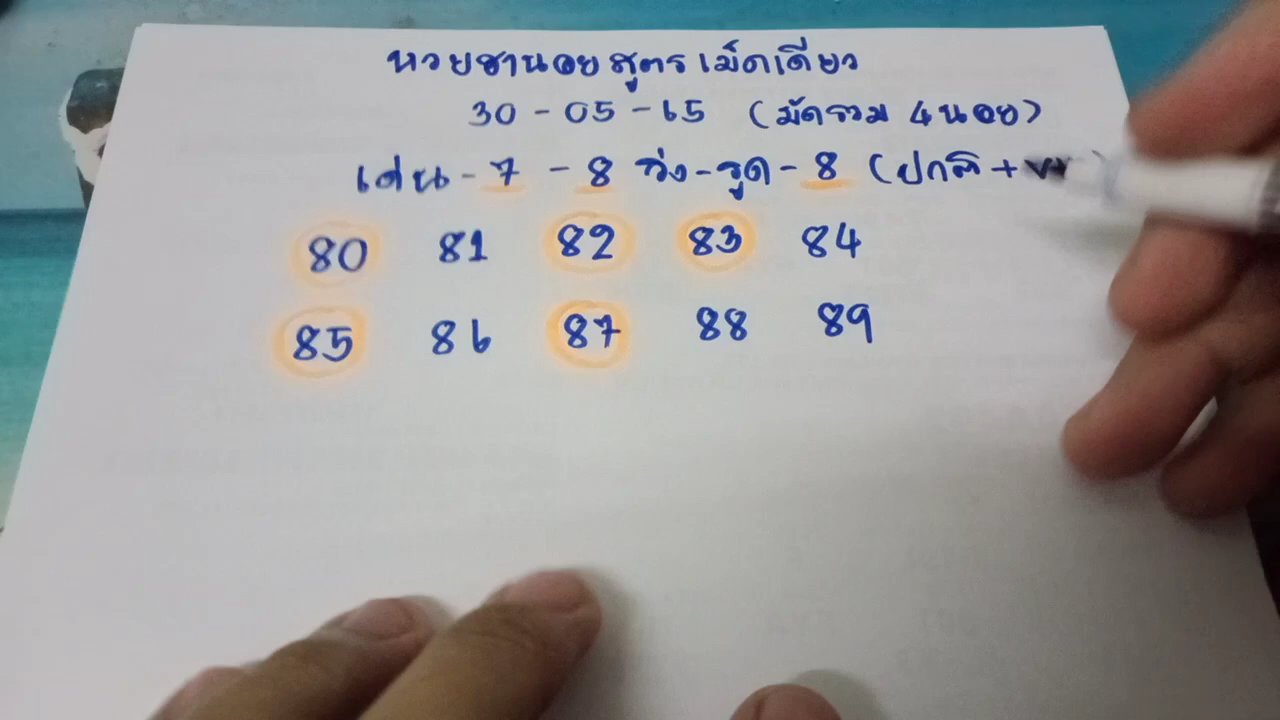 หวยฮานอยสูตรเม็ดเดียว
30-05-65 (มัดรวม 4นอย)
เด่น-7-8 วิ่ง-รูด-8 (ปกติ+
80 81 82 83 84
85 86 87 88 89